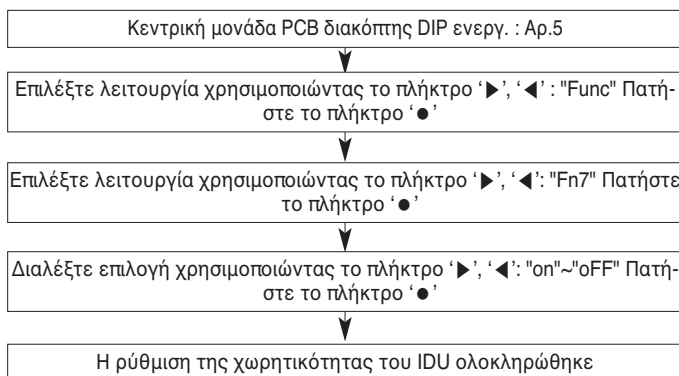 Κεντρική μονάδα PCB διακόπτης DIP ενεργ. : Αρ.5
Επιλέξτε λειτουργία χρησιμοποιώντας το πλήκτρο ‘▶’, ‘◀’ : "Func" Πατή-
στε το πλήκτρο ‘●’
Επιλέξτε λειτουργία χρησιμοποιώντας το πλήκτρο ‘▶’, ‘◀’: "Fn7" Πατήστε
το πλήκτρο ‘●’
Διαλέξτε επιλογή χρησιμοποιώντας το πλήκτρο ‘▶’, ‘◀’: "on"~"oFF" Πατή-
στε το πλήκτρο ‘●’
Η ρύθμιση της χωρητικότητας του IDU ολοκληρώθηκε